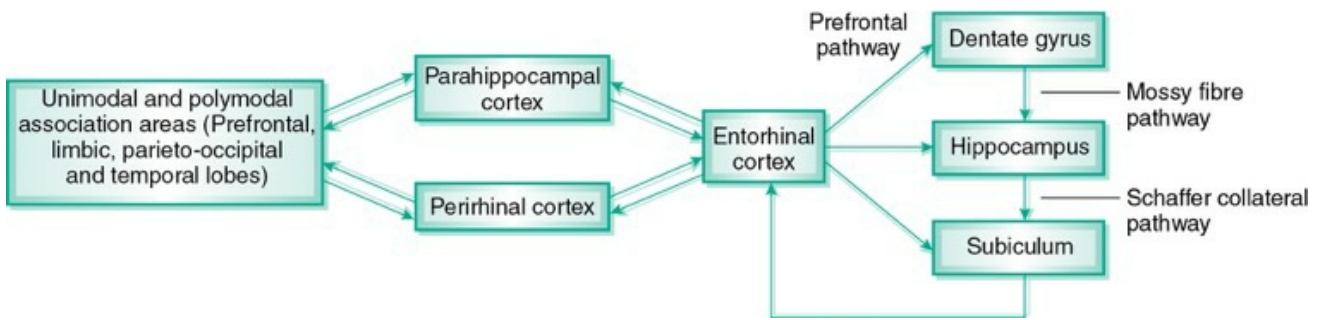 Unimodal and polymodal
association areas (Prefrontal,
limbic, parieto-occipital
and temporal lobes)
Parahippocampal
cortex
Perirhinal cortex
Entorhinal
cortex
Prefrontal
pathway
Dentate gyrus
Mossy fibre
pathway
Hippocampus
Schaffer collateral
pathway
Subiculum